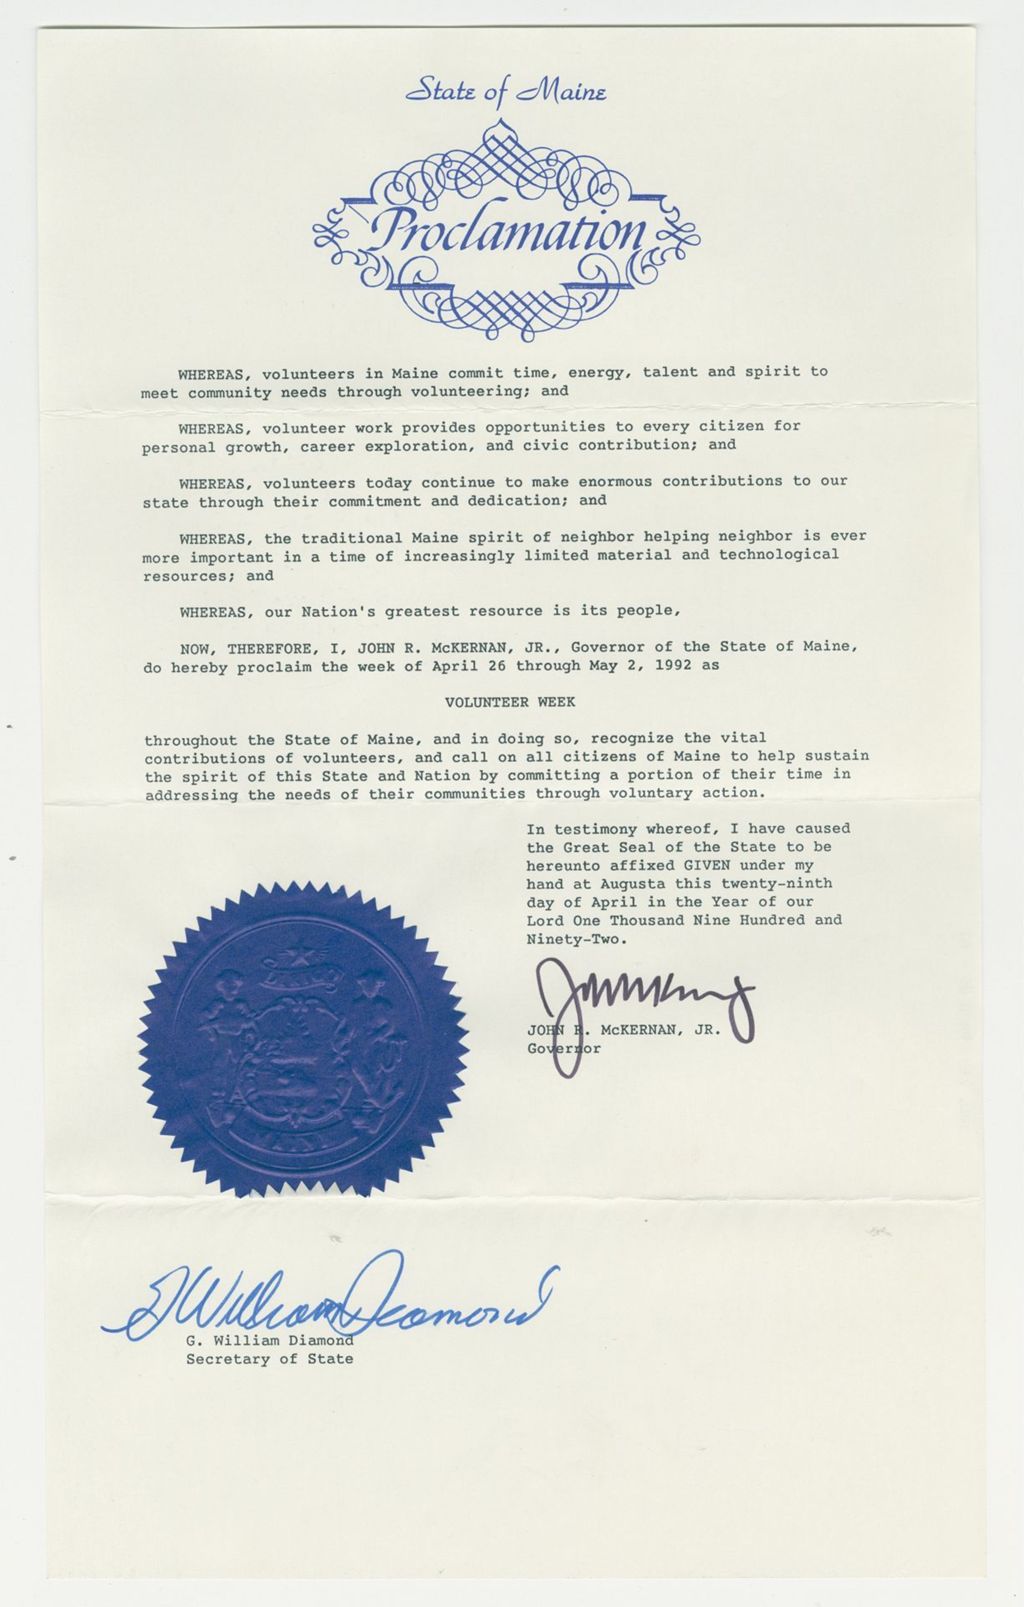 State of Maine
Proclamation
WHEREAS, volunteers in Maine commit time, energy, talent and spirit to
meet community needs through volunteering; and
WHEREAS, volunteer work provides opportunities to every citizen for
personal growth, career exploration, and civic contribution; and
WHEREAS, volunteers today continue to make enormous contributions to our
state through their commitment and dedication; and
WHEREAS, the traditional Maine spirit of neighbor helping neighbor is ever
more important in a time of increasingly limited material and technological
resources; and
WHEREAS, our Nation's greatest resource is its people,
NOW, THEREFORE, I, JOHN R. McKERNAN, JR., Governor of the State of Maine,
do hereby proclaim the week of April 26 through May 2, 1992 as
VOLUNTEER WEEK
throughout the State of Maine, and in doing so, recognize the vital
contributions of volunteers, and call on all citizens of Maine to help sustain
the spirit of this State and Nation by committing a portion of their time in
addressing the needs of their communities through voluntary action.
In testimony whereof, I have caused
the Great Seal of the State to be
hereunto affixed GIVEN under my
hand at Augusta this twenty-ninth
day of April in the Year of our
Lord One Thousand Nine Hundred and
Ninety-Two.
JOHN R. McKERNAN, JR.
Governor
MAINE
G William Diamond
G. William Diamond
Secretary of State